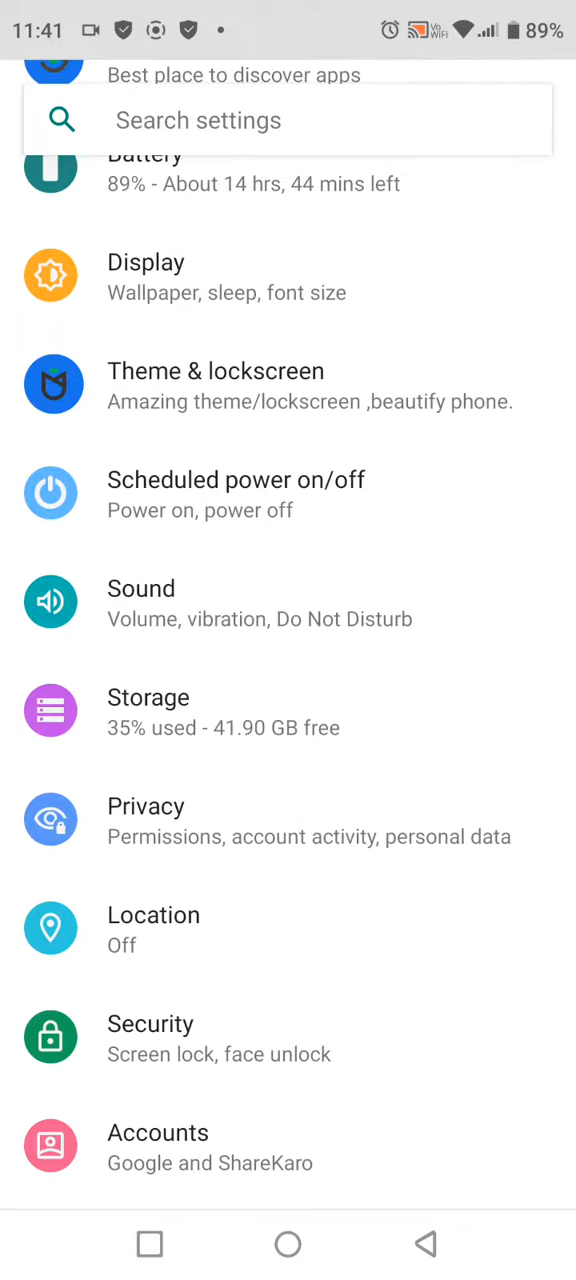 11:41
Vo
WiFi
89%
Best place to discover apps
Search settings
Battery
89% - About 14 hrs, 44 mins left
Display
Wallpaper, sleep, font size
Theme & lockscreen
Amazing theme/lockscreen ,beautify phone.
Scheduled power on/off
Power on, power off
Sound
Volume, vibration, Do Not Disturb
Storage
35% used - 41.90 GB free
Privacy
Permissions, account activity, personal data
Location
Off
Security
Screen lock, face unlock
Accounts
Google and ShareKaro